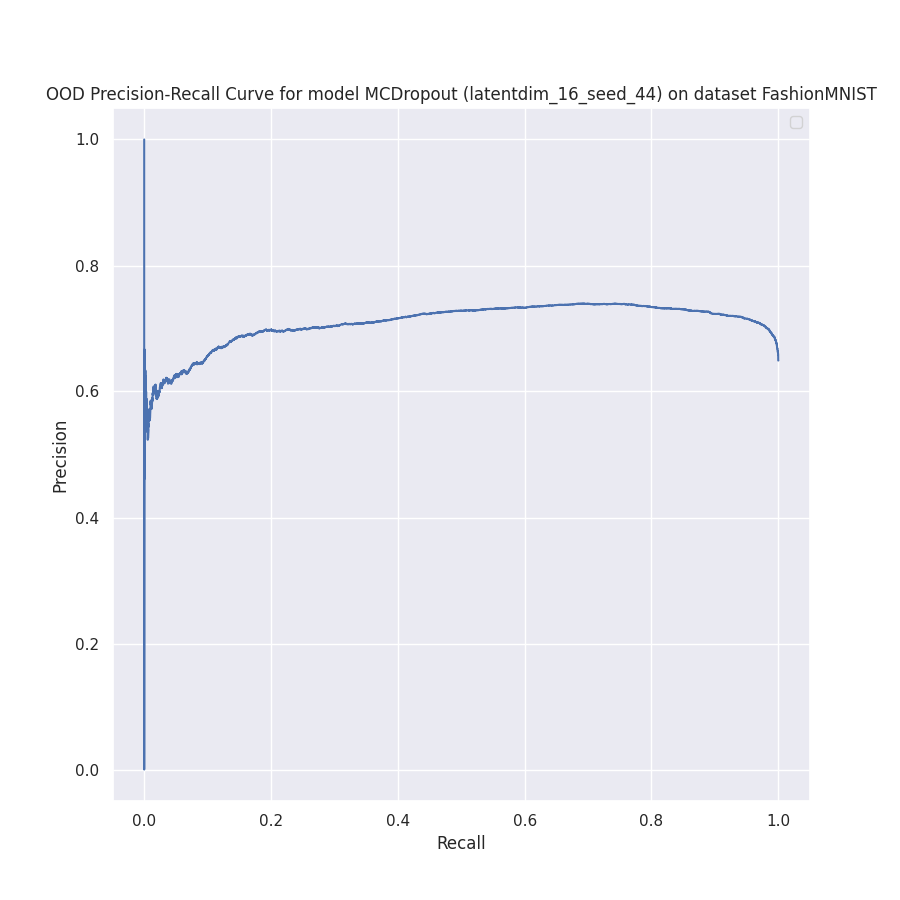 OOD Precision-Recall Curve for model MCDropout (latentdim_16_seed_44) on dataset FashionMNIST
1.0
0.8
0.6
0.4
0.2
0.0
Precision
0.0 0.2 0.4 0.6 0.8 1.0
Recall